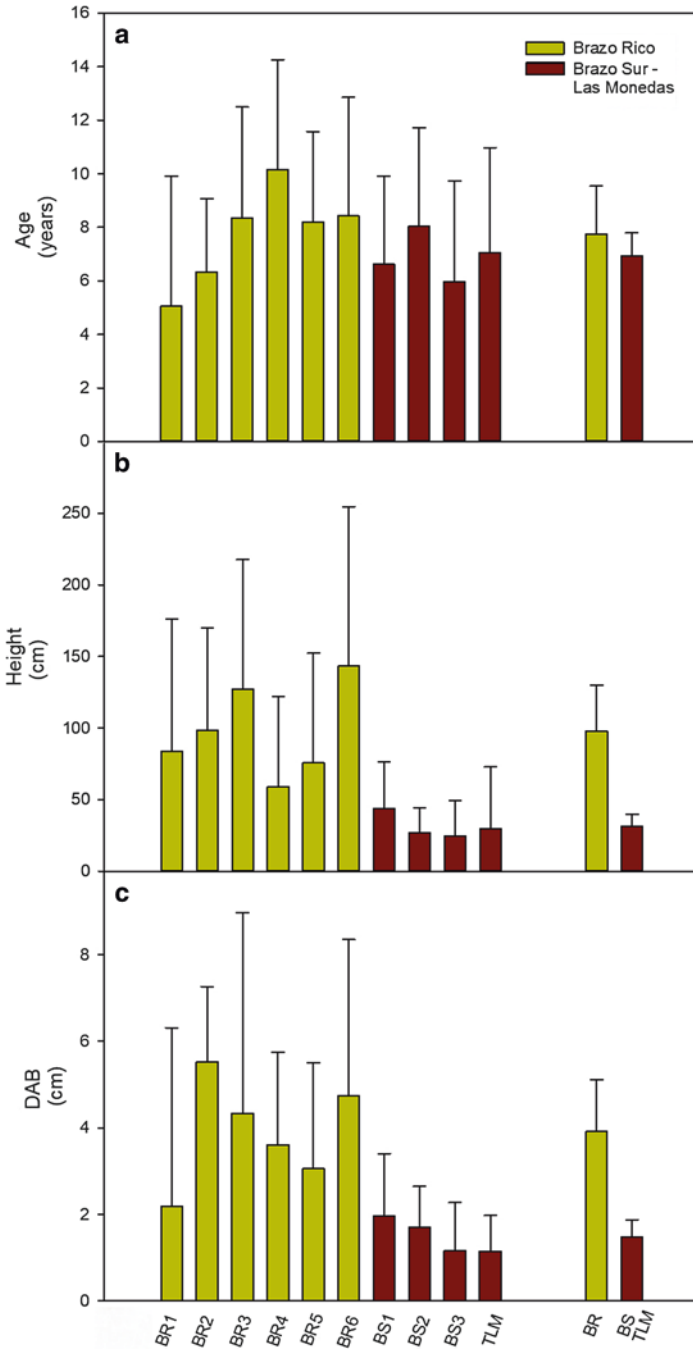 a
Brazo Rico
Brazo Sur -
Las Monedas
Age
(years)
16
14
12
10
8
6
4
2
0
b
Height
(cm)
250
200
150
100
50
0
c
DAB
(cm)
8
6
4
2
0
BR1
BR2
BR3
BR4
BR5
BR6
BS1
BS2
BS3
TLM
BR
BS
TLM